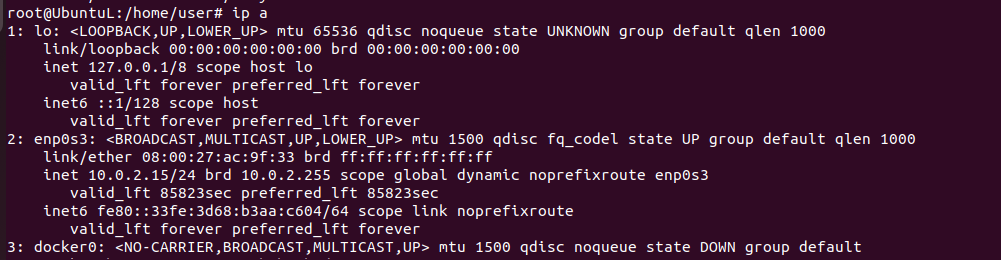 root@UbuntuL:/home/user# ip a
1: lo: <LOOPBACK,UP,LOWER_UP> mtu 65536 qdisc noqueue state UNKNOWN group default qlen 1000
    link/loopback 00:00:00:00:00:00 brd 00:00:00:00:00:00
    inet 127.0.0.1/8 scope host lo
       valid_lft forever preferred_lft forever
    inet6 ::1/128 scope host
       valid_lft forever preferred_lft forever
2: enp0s3: <BROADCAST,MULTICAST,UP,LOWER_UP> mtu 1500 qdisc fq_codel state UP group default qlen 1000
    link/ether 08:00:27:ac:9f:33 brd ff:ff:ff:ff:ff:ff
    inet 10.0.2.15/24 brd 10.0.2.255 scope global dynamic noprefixroute enp0s3
       valid_lft 85823sec preferred_lft 85823sec
    inet6 fe80::33fe:3d68:b3aa:c604/64 scope link noprefixroute
       valid_lft forever preferred_lft forever
3: docker0: <NO-CARRIER,BROADCAST,MULTICAST,UP> mtu 1500 qdisc noqueue state DOWN group default